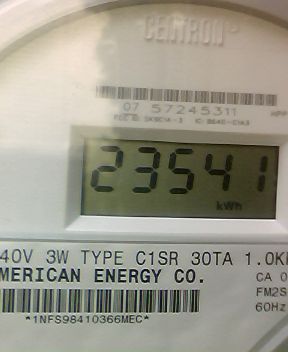 CENTRON
07 57245311
23541
kWh
40V 3W TYPE C1SR 30TA 1.0K
MERICAN ENERGY CO.
CA 0
FM2S
60Hz
*1NFS98410366MEC*